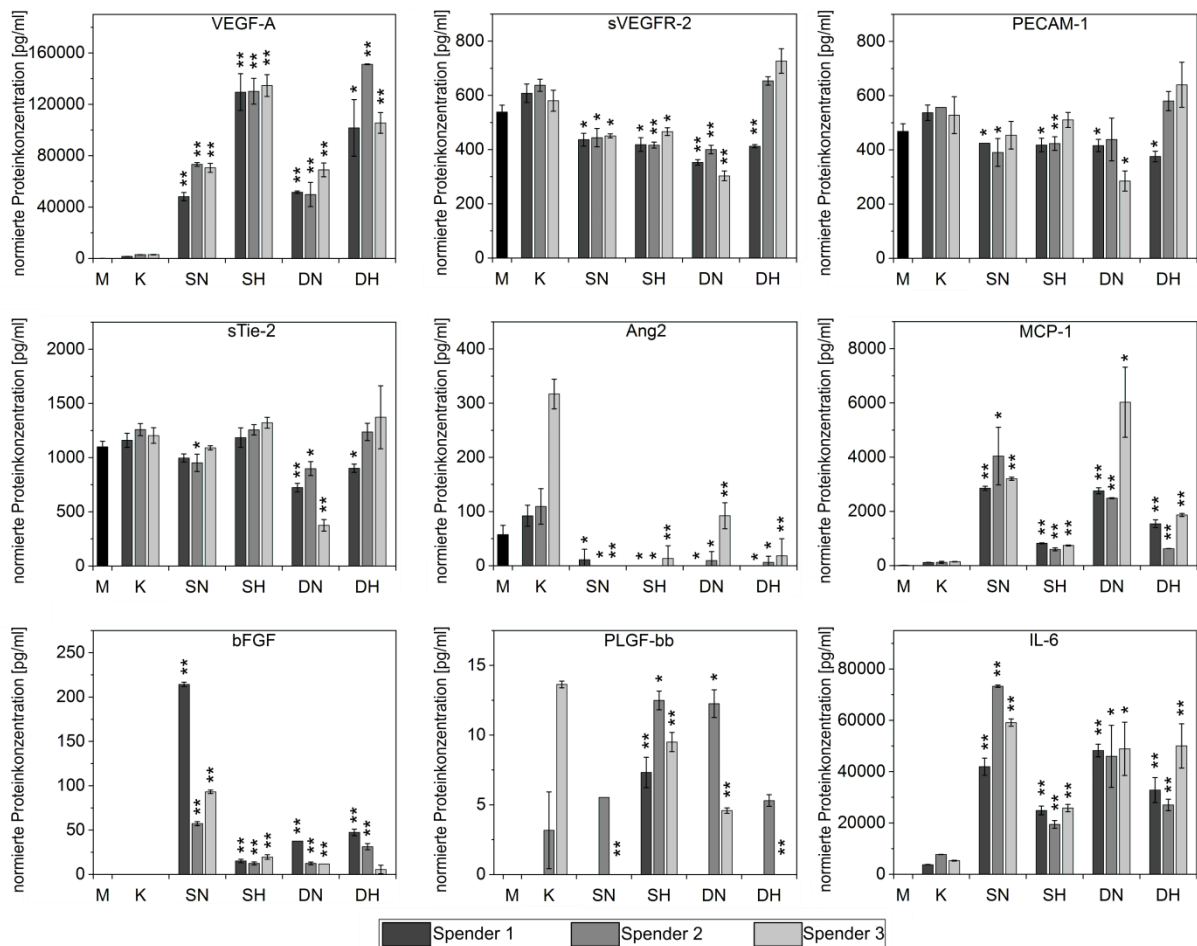 VEGF-A
normierte Proteinkonzentration [pg/ml]
160000
120000
80000
40000
0
** ** ** ** ** ** ** ** ** * ** **
M K SN SH DN DH
sVEGFR-2
normierte Proteinkonzentration [pg/ml]
800
600
400
200
0
* * * * ** * ** ** ** **
M K SN SH DN DH
PECAM-1
normierte Proteinkonzentration [pg/ml]
800
600
400
200
0
* * * ** * * *
M K SN SH DN DH
sTie-2
normierte Proteinkonzentration [pg/ml]
2000
1500
1000
500
0
* ** * ** *
M K SN SH DN DH
Ang2
normierte Proteinkonzentration [pg/ml]
400
300
200
100
0
* * ** * * ** * * ** * * **
M K SN SH DN DH
MCP-1
normierte Proteinkonzentration [pg/ml]
8000
6000
4000
2000
0
** * ** ** ** ** ** ** * ** ** **
M K SN SH DN DH
bFGF
normierte Proteinkonzentration [pg/ml]
250
200
150
100
50
0
** ** ** ** ** ** ** ** ** ** **
M K SN SH DN DH
PLGF-bb
normierte Proteinkonzentration [pg/ml]
15
10
5
0
** ** * ** * ** **
M K SN SH DN DH
IL-6
normierte Proteinkonzentration [pg/ml]
80000
60000
40000
20000
0
** ** ** ** ** ** ** * * ** ** **
M K SN SH DN DH
Spender 1 Spender 2 Spender 3